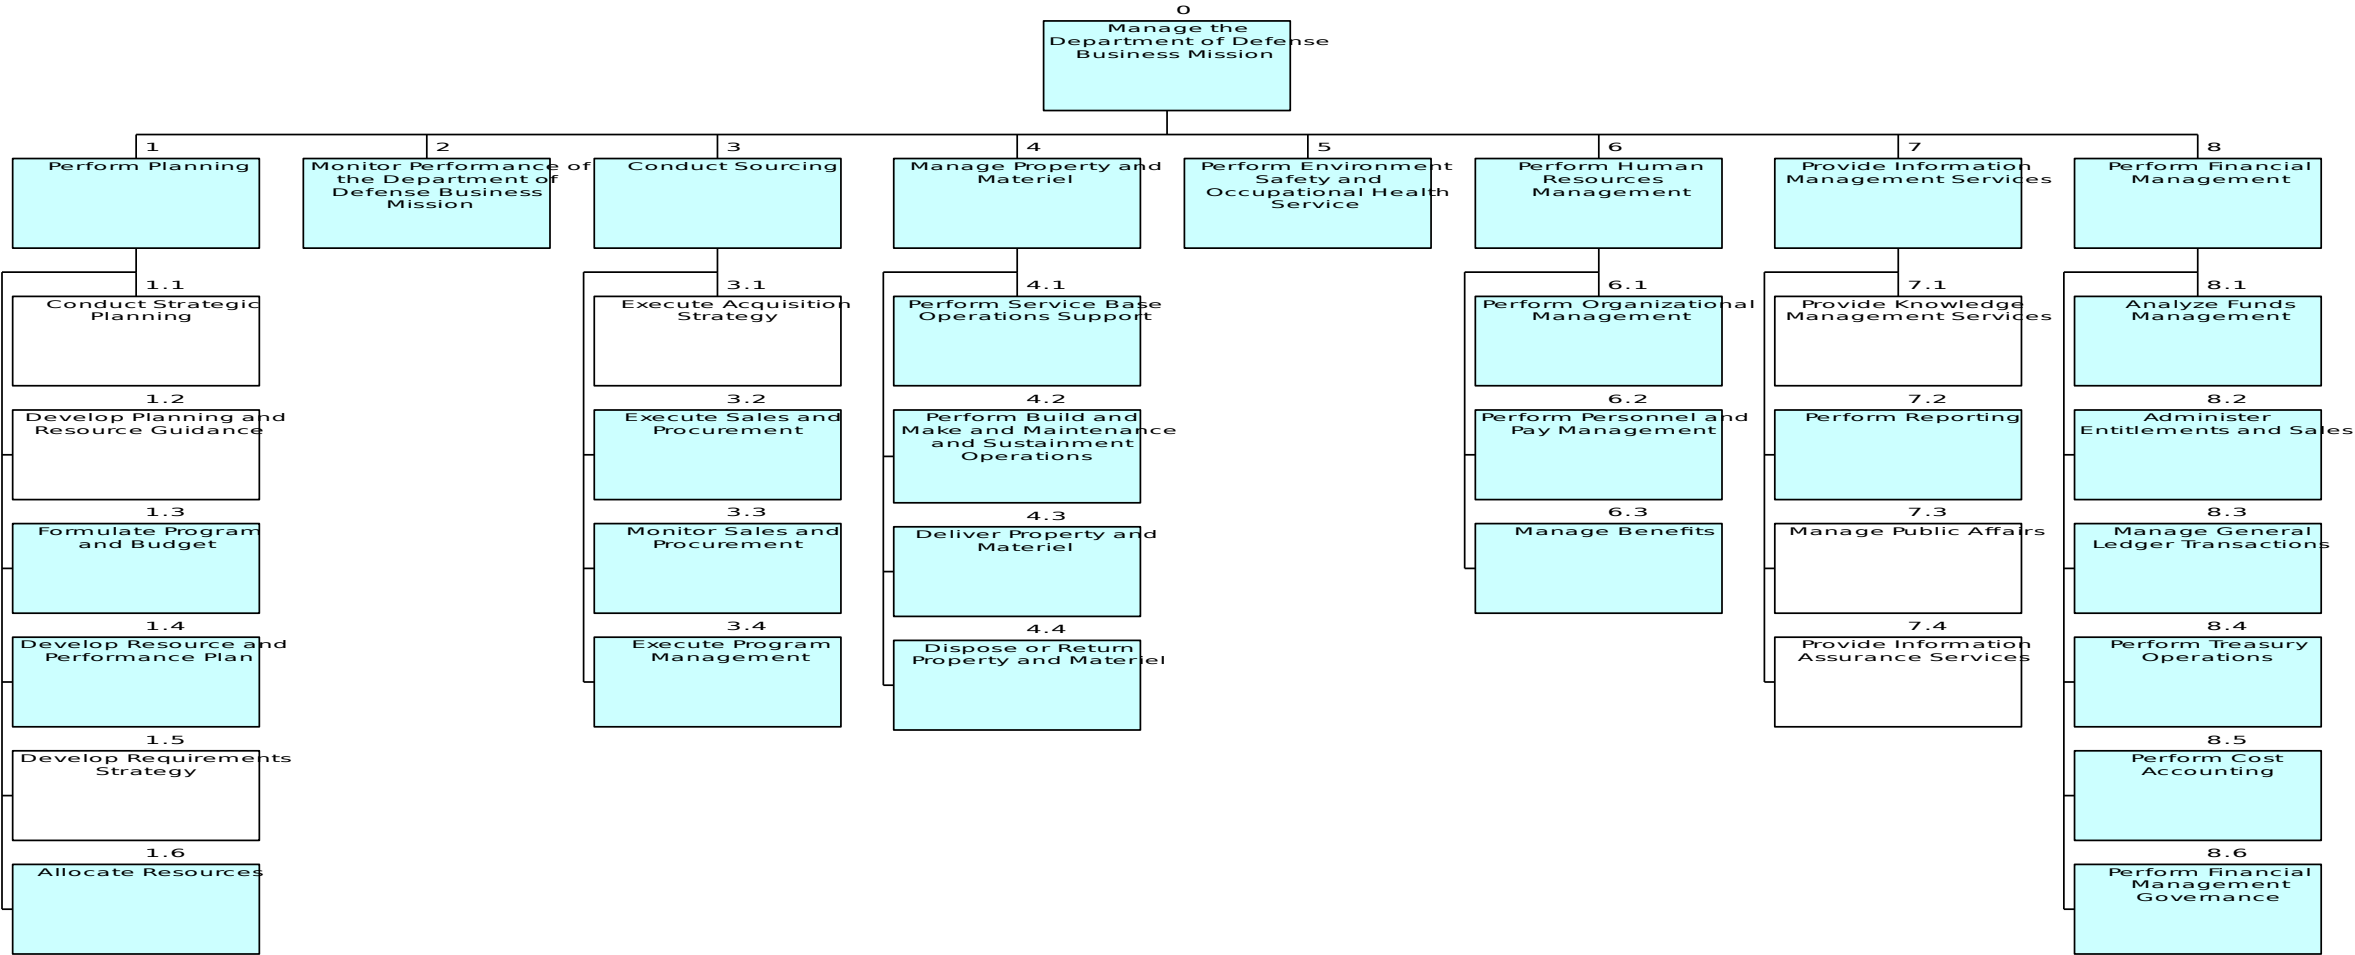 0
Manage the
Department of Defense
Business Mission
1
Perform Planning
2
Monitor Performance of
the Department of
Defense Business
Mission
3
Conduct Sourcing
4
Manage Property and
Materiel
5
Perform Environment
Safety and
Occupational Health
Service
6
Perform Human
Resources
Management
7
Provide Information
Management Services
8
Perform Financial
Management
1.1
Conduct Strategic
Planning
1.2
Develop Planning and
Resource Guidance
1.3
Formulate Program
and Budget
1.4
Develop Resource and
Performance Plan
1.5
Develop Requirements
Strategy
1.6
Allocate Resources
3.1
Execute Acquisition
Strategy
3.2
Execute Sales and
Procurement
3.3
Monitor Sales and
Procurement
3.4
Execute Program
Management
4.1
Perform Service Base
Operations Support
4.2
Perform Build and
Make and Maintenance
and Sustainment
Operations
4.3
Deliver Property and
Materiel
4.4
Dispose or Return
Property and Materiel
6.1
Perform Organizational
Management
6.2
Perform Personnel and
Pay Management
6.3
Manage Benefits
7.1
Provide Knowledge
Management Services
7.2
Perform Reporting
7.3
Manage Public Affairs
7.4
Provide Information
Assurance Services
8.1
Analyze Funds
Management
8.2
Administer
Entitlements and Sales
8.3
Manage General
Ledger Transactions
8.4
Perform Treasury
Operations
8.5
Perform Cost
Accounting
8.6
Perform Financial
Management
Governance